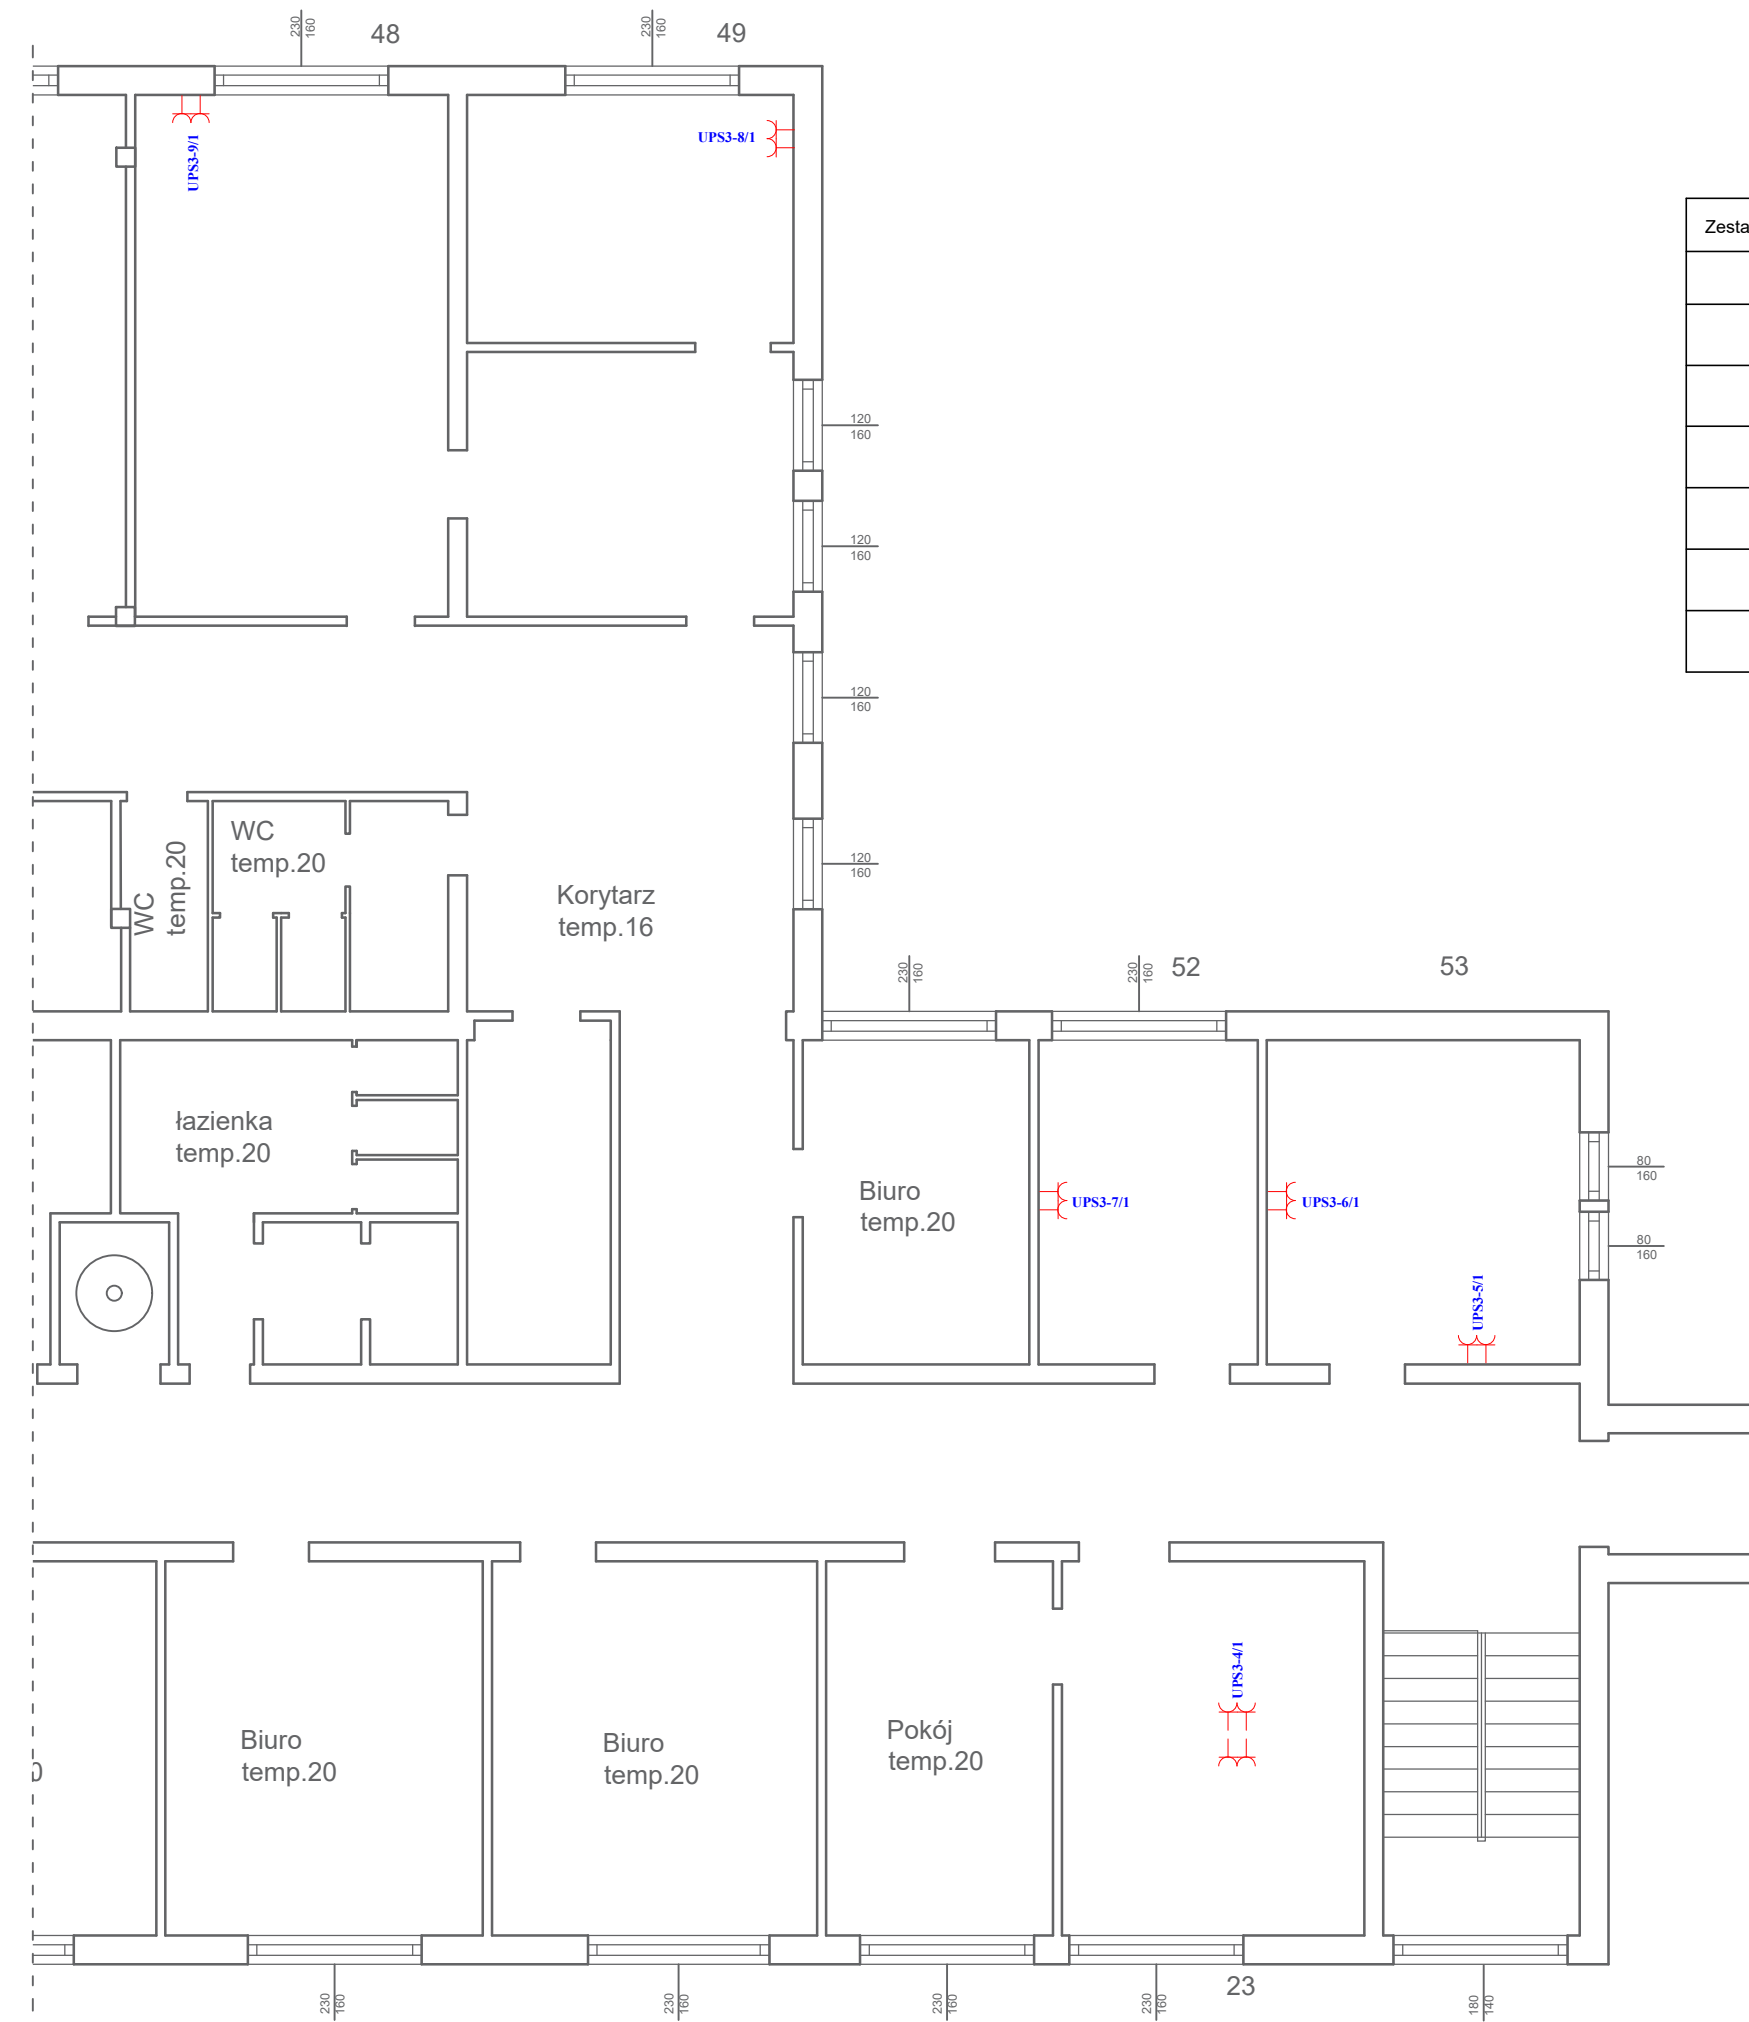 230
160
48
230
160
49
UPS3-9/1
UPS3-8/1
Zesta
120
160
120
160
120
160
120
160
WC
temp.20
WC
temp.20
Korytarz
temp.16
230
160
230
160
52
53
łazienka
temp.20
Biuro
temp.20
UPS3-7/1
UPS3-6/1
80
160
80
160
UPS3-5/1
UPS3-4/1
Biuro
temp.20
Biuro
temp.20
Pokój
temp.20
0
23
230
160
230
160
230
160
230
160
180
140